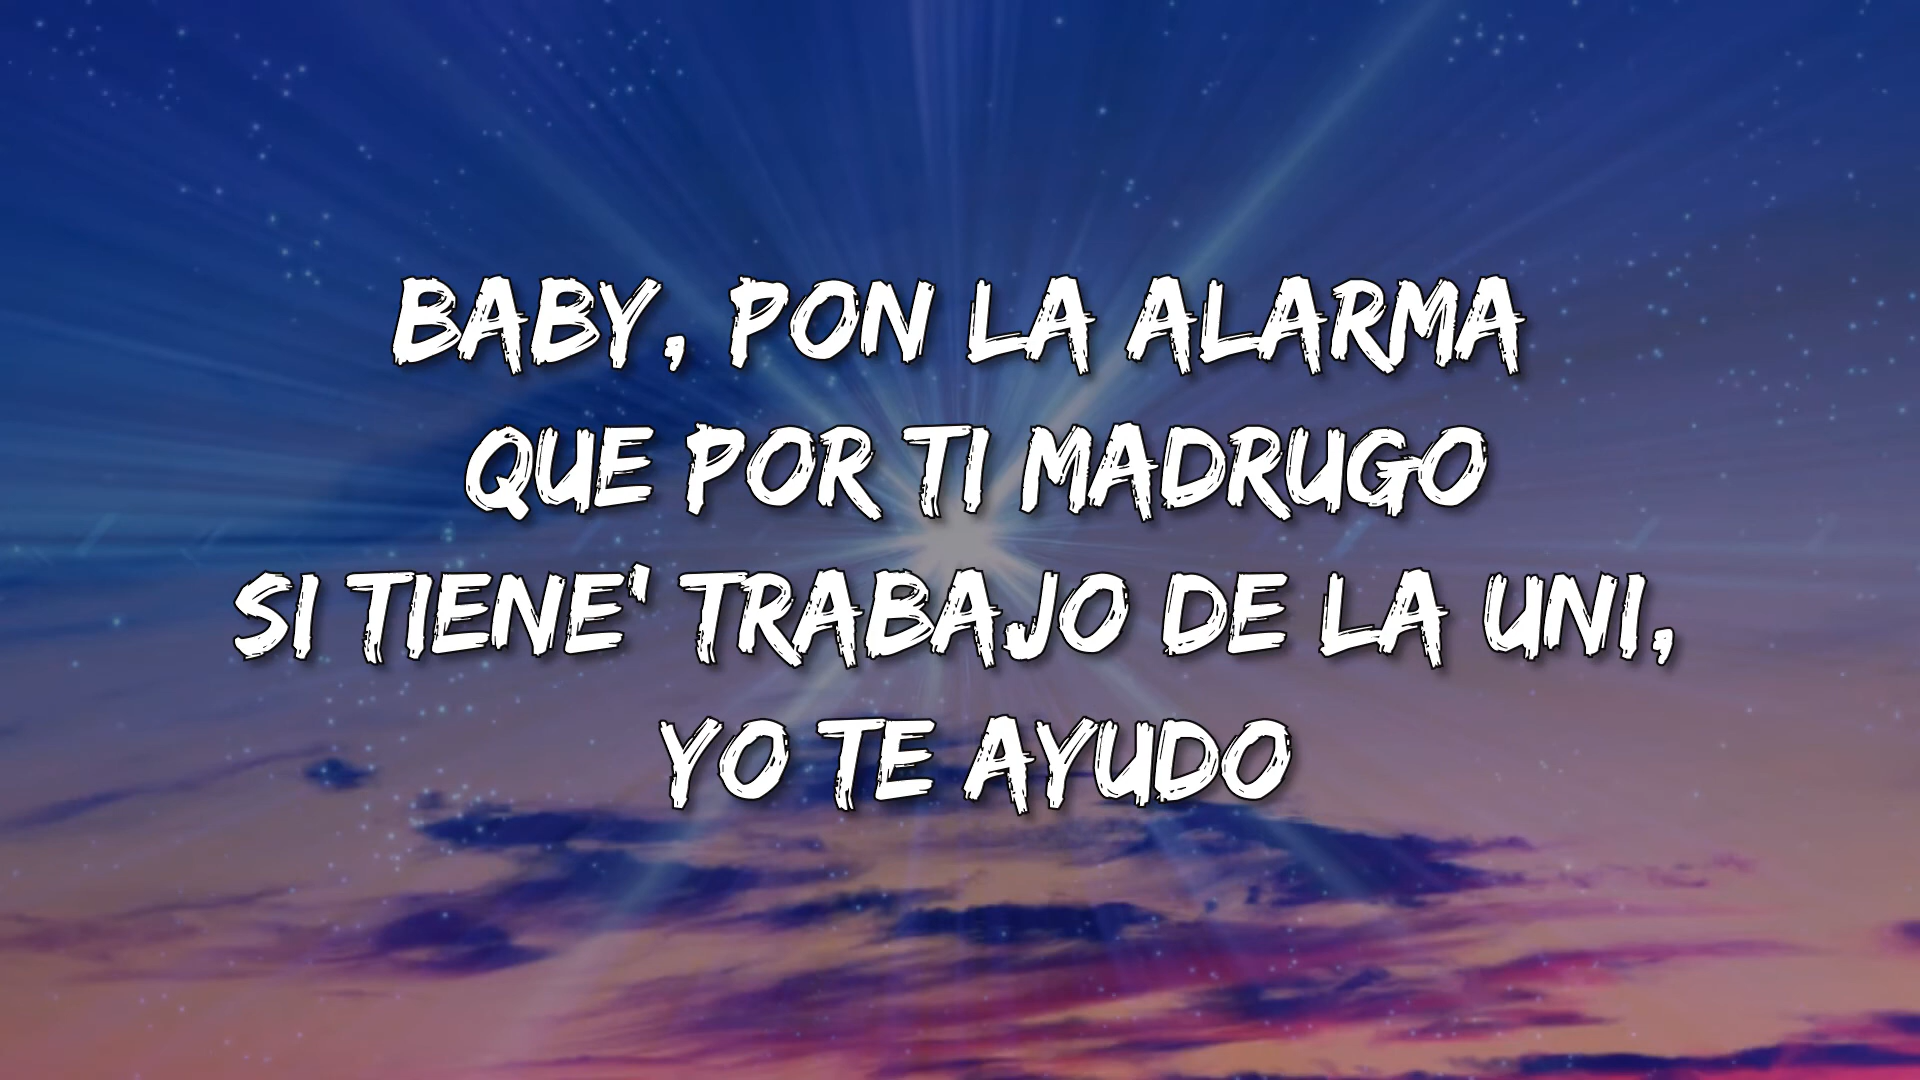 BABY, PON LA ALARMA
QUE POR TI MADRUGO
SI TIENE' TRABAJO DE LA UNI,
YO TE AYUDO